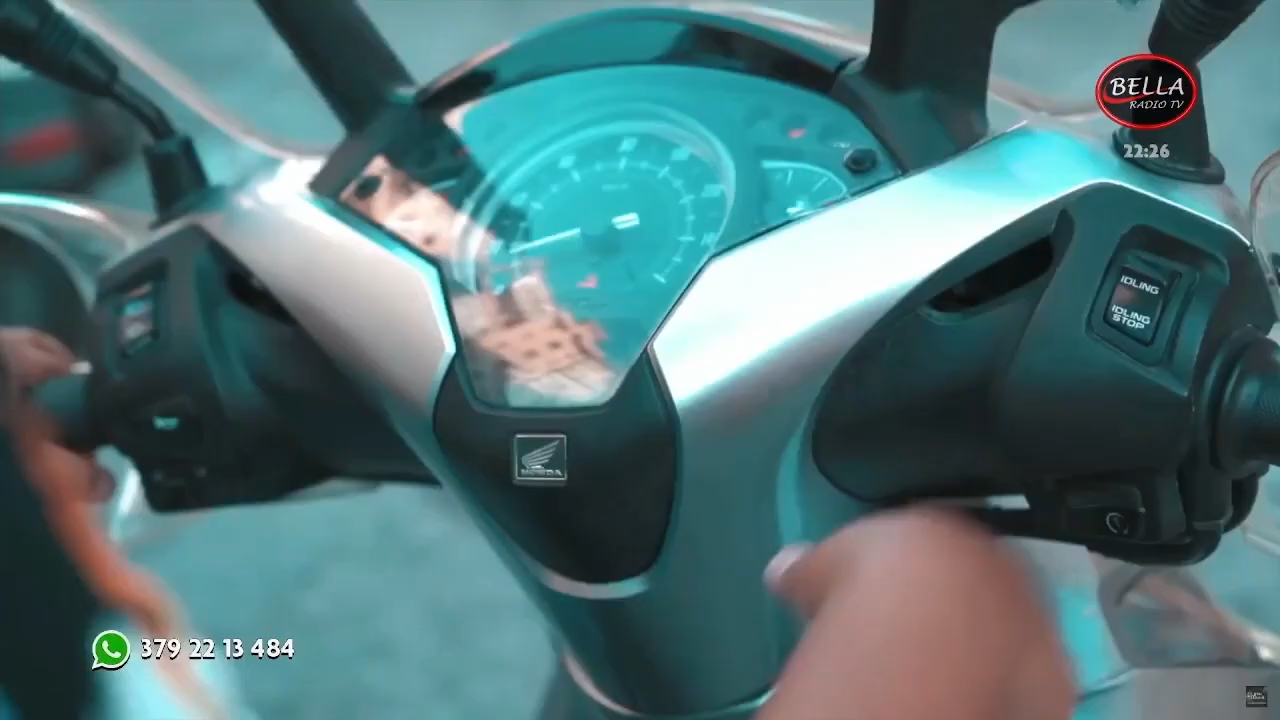 BELLA
RADIO TV
22:26
IDLING
IDLING
STOP
HONDA
379 22 13 484